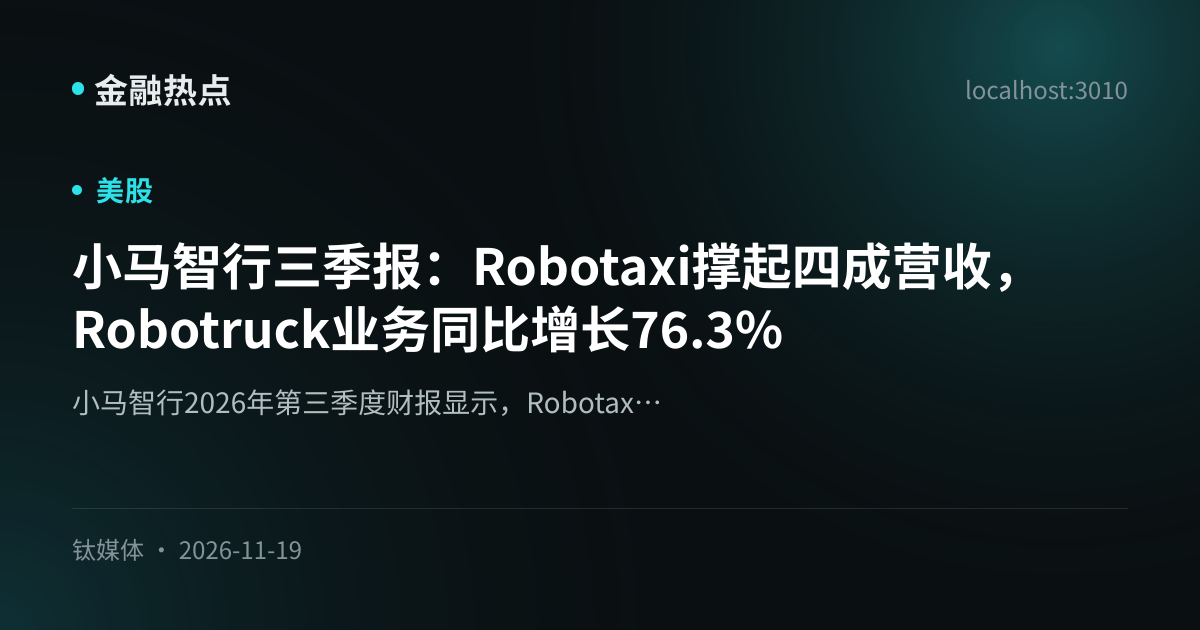 金融热点
localhost:3010
美股
小马智行三季报：Robotaxi撑起四成营收，
Robotruck业务同比增长76.3%
小马智行2026年第三季度财报显示，Robotax…
钛媒体 · 2026-11-19